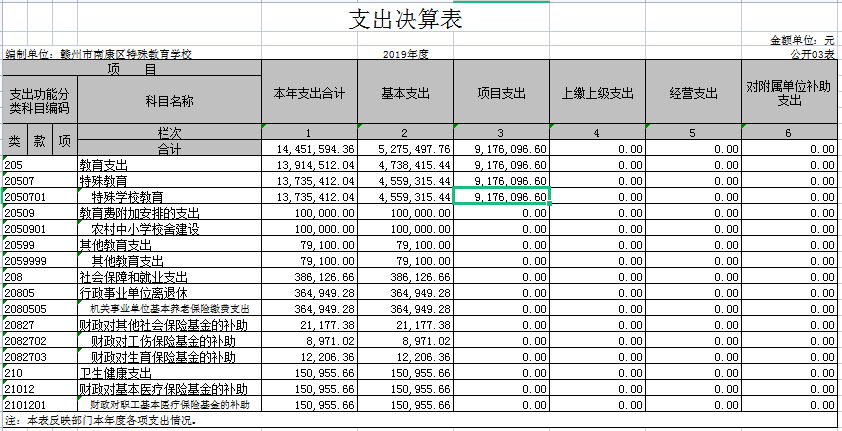 支出决算表
金额单位：元
编制单位：赣州市南康区特殊教育学校 2019年度 公开03表
项 目 本年支出合计 基本支出 项目支出 上缴上级支出 经营支出 对附属单位补助支出
支出功能分类科目编码 科目名称
类 款 项 栏次 1 2 3 4 5 6
合计 14,451,594.36 5,275,497.76 9,176,096.60 0.00 0.00 0.00
205 教育支出 13,914,512.04 4,738,415.44 9,176,096.60 0.00 0.00 0.00
20507 特殊教育 13,735,412.04 4,559,315.44 9,176,096.60 0.00 0.00 0.00
2050701 特殊学校教育 13,735,412.04 4,559,315.44 9,176,096.60 0.00 0.00 0.00
20509 教育费附加安排的支出 100,000.00 100,000.00 0.00 0.00 0.00 0.00
2050901 农村中小学校舍建设 100,000.00 100,000.00 0.00 0.00 0.00 0.00
20599 其他教育支出 79,100.00 79,100.00 0.00 0.00 0.00 0.00
2059999 其他教育支出 79,100.00 79,100.00 0.00 0.00 0.00 0.00
208 社会保障和就业支出 386,126.66 386,126.66 0.00 0.00 0.00 0.00
20805 行政事业单位离退休 364,949.28 364,949.28 0.00 0.00 0.00 0.00
2080505 机关事业单位基本养老保险缴费支出 364,949.28 364,949.28 0.00 0.00 0.00 0.00
20827 财政对其他社会保险基金的补助 21,177.38 21,177.38 0.00 0.00 0.00 0.00
2082702 财政对工伤保险基金的补助 8,971.02 8,971.02 0.00 0.00 0.00 0.00
2082703 财政对生育保险基金的补助 12,206.36 12,206.36 0.00 0.00 0.00 0.00
210 卫生健康支出 150,955.66 150,955.66 0.00 0.00 0.00 0.00
21012 财政对基本医疗保险基金的补助 150,955.66 150,955.66 0.00 0.00 0.00 0.00
2101201 财政对职工基本医疗保险基金的补助 150,955.66 150,955.66 0.00 0.00 0.00 0.00
注：本表反映部门本年度各项支出情况。